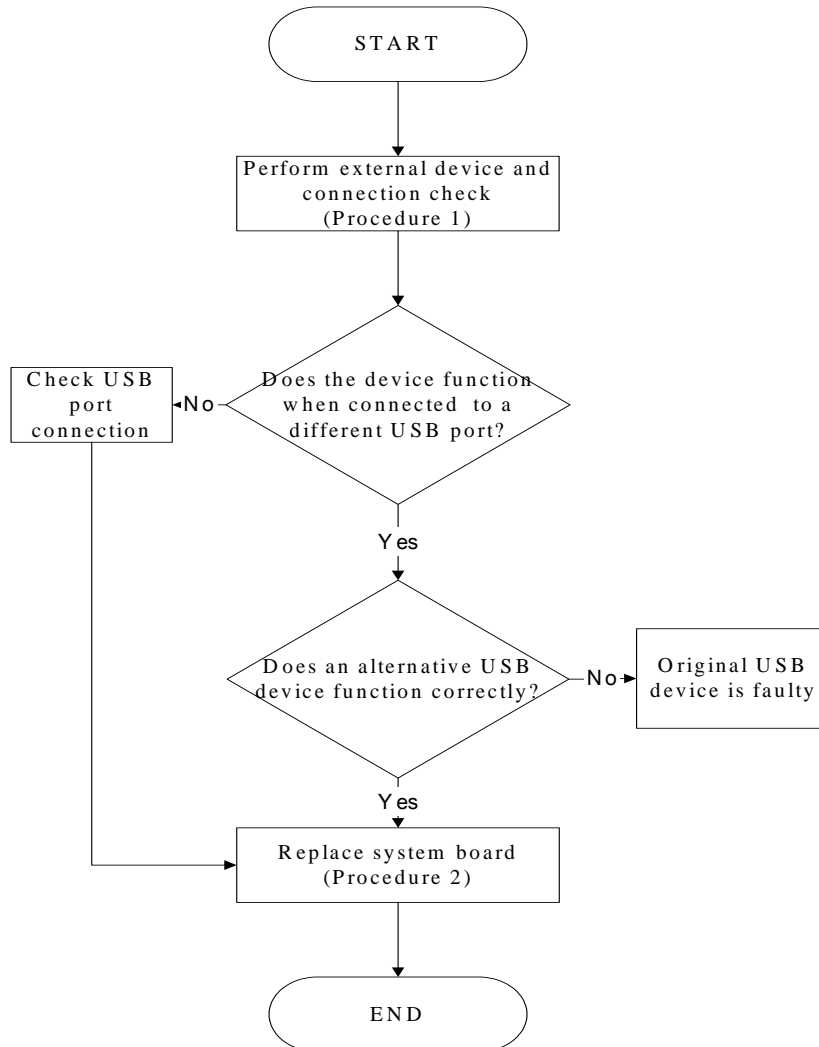 START
Perform external device and
connection check
(Procedure 1)
Check USB
port
connection
No
Does the device function
when connected to a
different USB port?
Yes
Does an alternative USB
device function correctly?
No
Original USB
device is faulty
Yes
Replace system board
(Procedure 2)
END